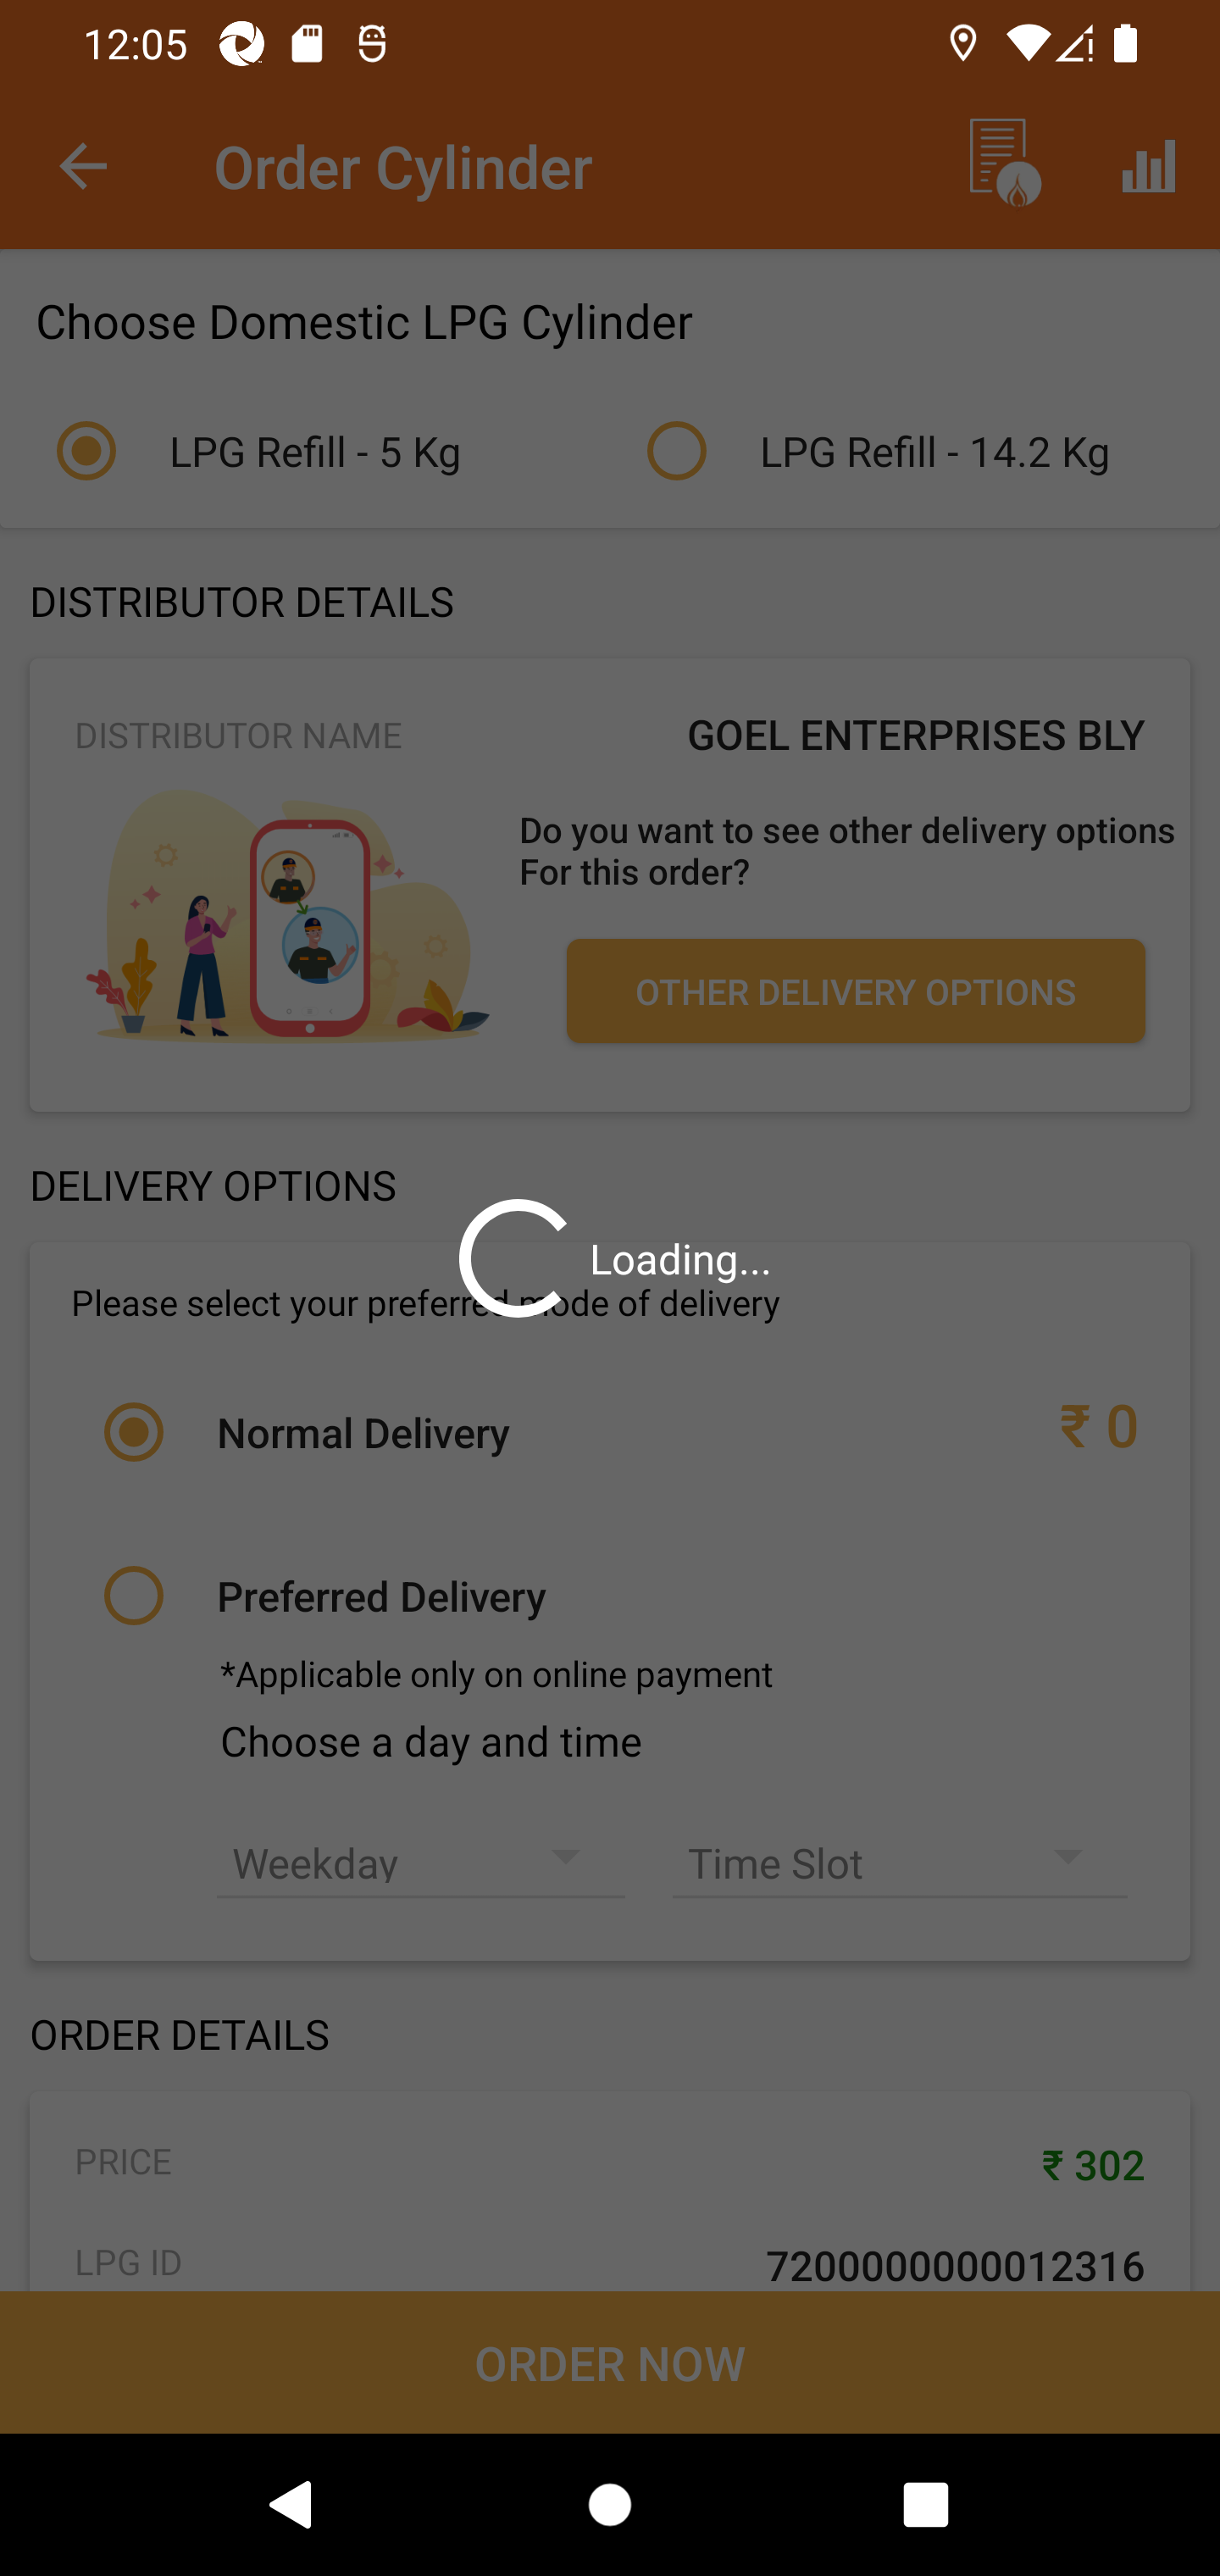 12:05
Order Cylinder
Choose Domestic LPG Cylinder
LPG Refill - 5 Kg
LPG Refill - 14.2 Kg
DISTRIBUTOR DETAILS
DISTRIBUTOR NAME
GOEL ENTERPRISES BLY
Do you want to see other delivery options
For this order?
OTHER DELIVERY OPTIONS
DELIVERY OPTIONS
Loading...
Please select your preferred mode of delivery
Normal Delivery
₹ 0
Preferred Delivery
*Applicable only on online payment
Choose a day and time
Weekday
Time Slot
ORDER DETAILS
PRICE
₹ 302
LPG ID
7200000000012316
ORDER NOW